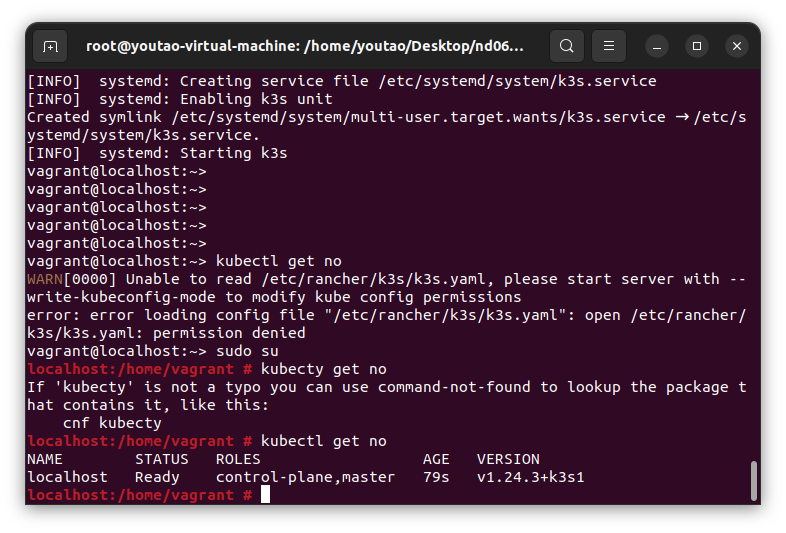 root@youtao-virtual-machine: /home/youtao/Desktop/nd06...
[INFO]  systemd: Creating service file /etc/systemd/system/k3s.service
[INFO]  systemd: Enabling k3s unit
Created symlink /etc/systemd/system/multi-user.target.wants/k3s.service → /etc/s
ystemd/system/k3s.service.
[INFO]  systemd: Starting k3s
vagrant@localhost:~>
vagrant@localhost:~>
vagrant@localhost:~>
vagrant@localhost:~>
vagrant@localhost:~>
vagrant@localhost:~> kubectl get no
WARN[0000] Unable to read /etc/rancher/k3s/k3s.yaml, please start server with --
write-kubeconfig-mode to modify kube config permissions
error: error loading config file "/etc/rancher/k3s/k3s.yaml": open /etc/rancher/
k3s/k3s.yaml: permission denied
vagrant@localhost:~> sudo su
localhost:/home/vagrant # kubecty get no
If 'kubecty' is not a typo you can use command-not-found to lookup the package t
hat contains it, like this:
    cnf kubecty
localhost:/home/vagrant # kubectl get no
NAME        STATUS   ROLES                  AGE   VERSION
localhost   Ready    control-plane,master   79s   v1.24.3+k3s1
localhost:/home/vagrant #